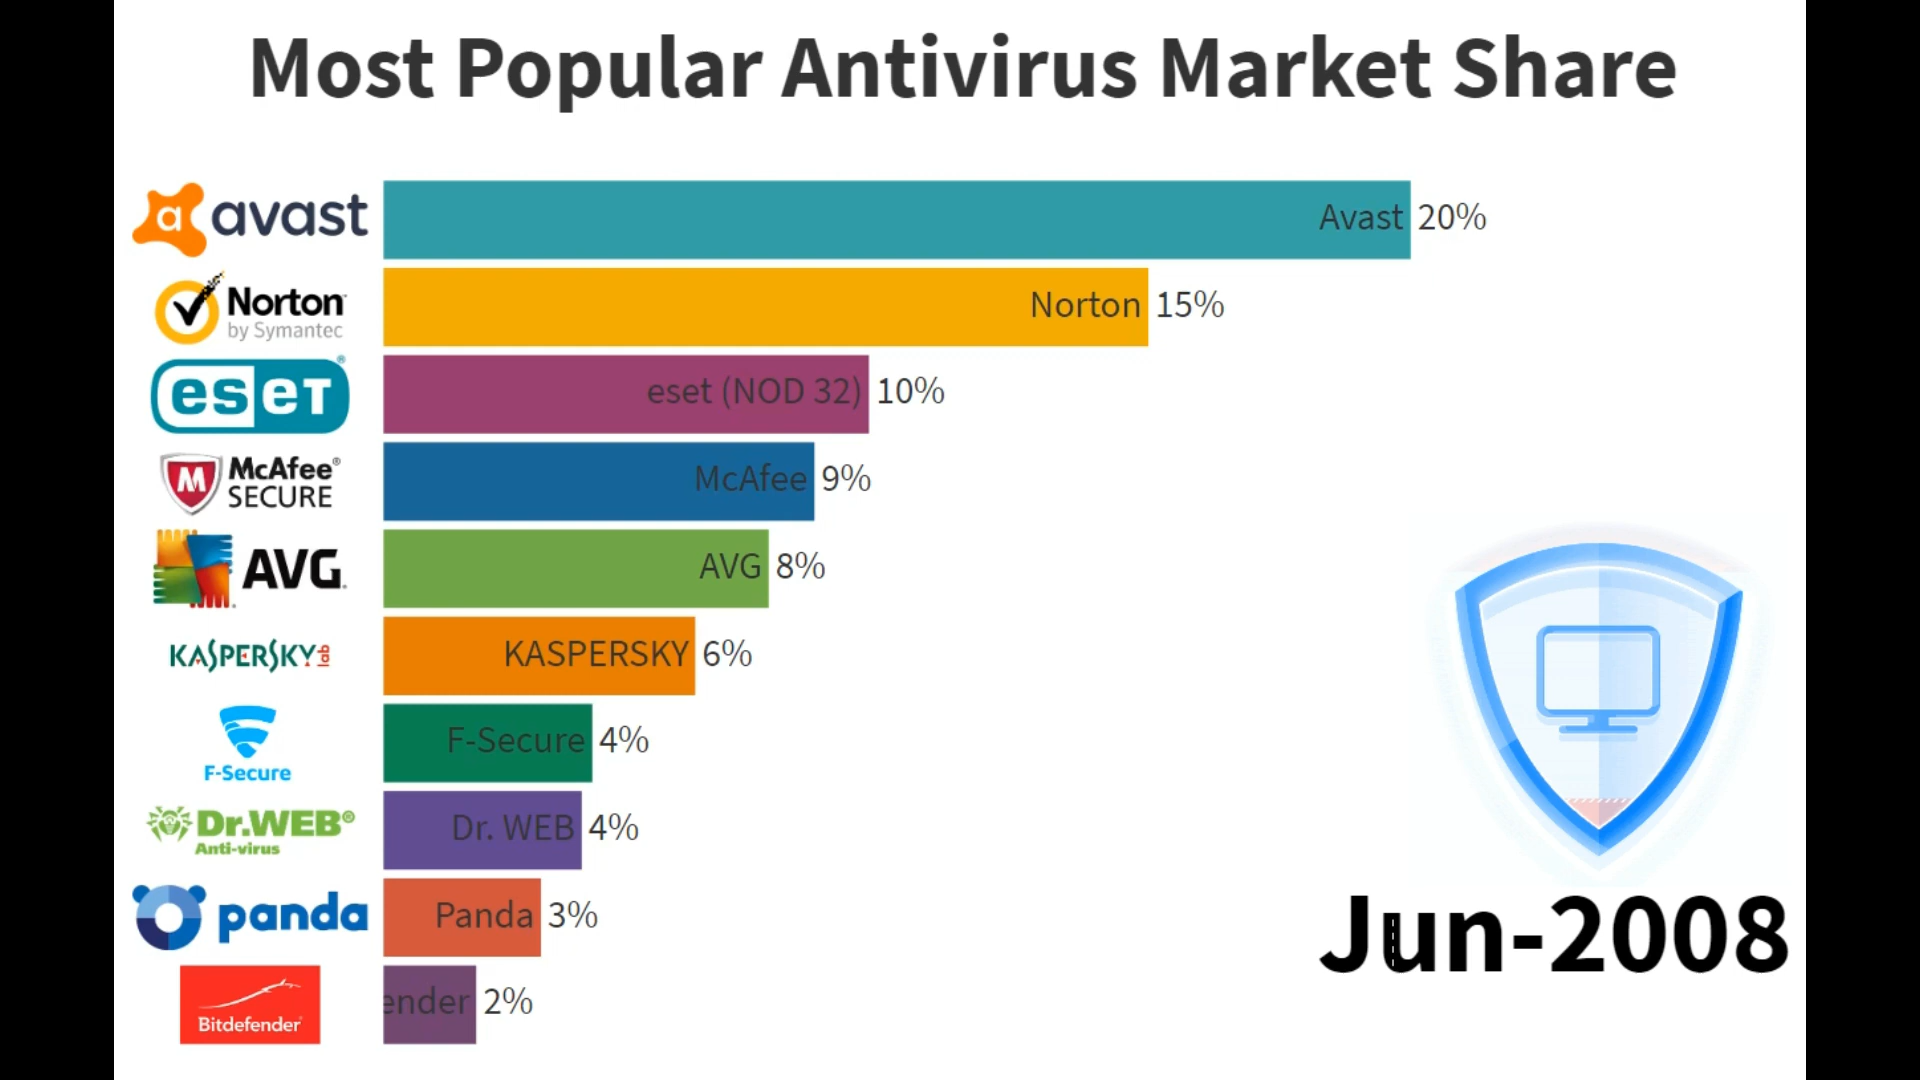 Most Popular Antivirus Market Share
avast Avast 20%
Norton by Symantec Norton 15%
eseT® eset (NOD 32) 10%
McAfee® SECURE McAfee 9%
AVG. AVG 8%
KASPERSKY lab KASPERSKY 6%
F-Secure F-Secure 4%
Dr.WEB® Anti-virus Dr. WEB 4%
panda Panda 3%
Bitdefender ender 2%
Jun-2008